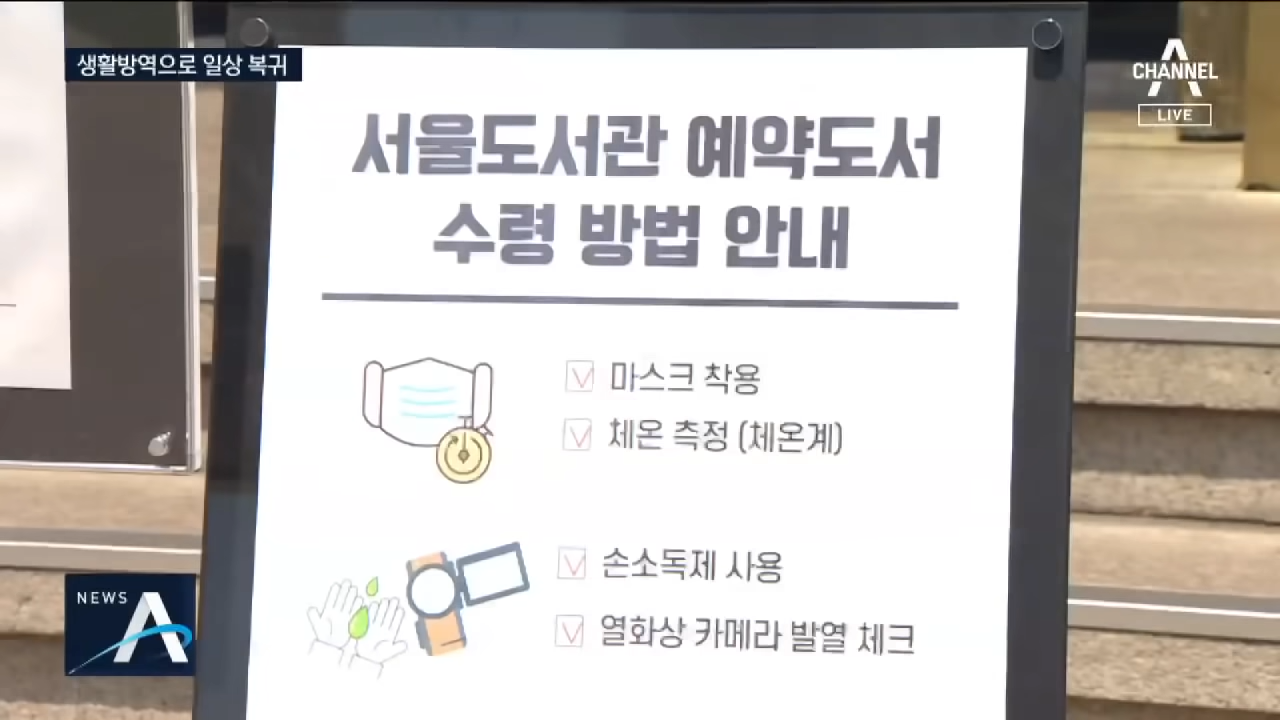 생활방역으로 일상 복귀
CHANNEL
LIVE
서울도서관 예약도서
수령 방법 안내
마스크 착용
체온 측정 (체온계)
손소독제 사용
열화상 카메라 발열 체크
NEWS A